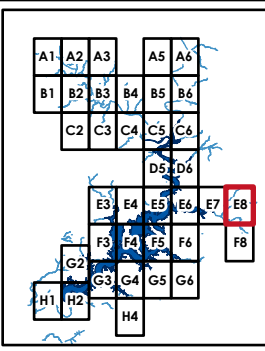 A1 A2 A3 A5 A6
B1 B2 B3 B4 B5 B6
C2 C3 C4 C5 C6
D5 D6
E3 E4 E5 E6 E7 E8
F3 F4 F5 F6 F8
G2
G3 G4 G5 G6
H1 H2
H4